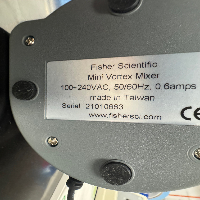 Fisher Scientific
Mini Vortex Mixer
100~240VAC, 50/60Hz, 0.6amps
made in Taiwan
Serial: 21010863
www.fishersci.com
CE